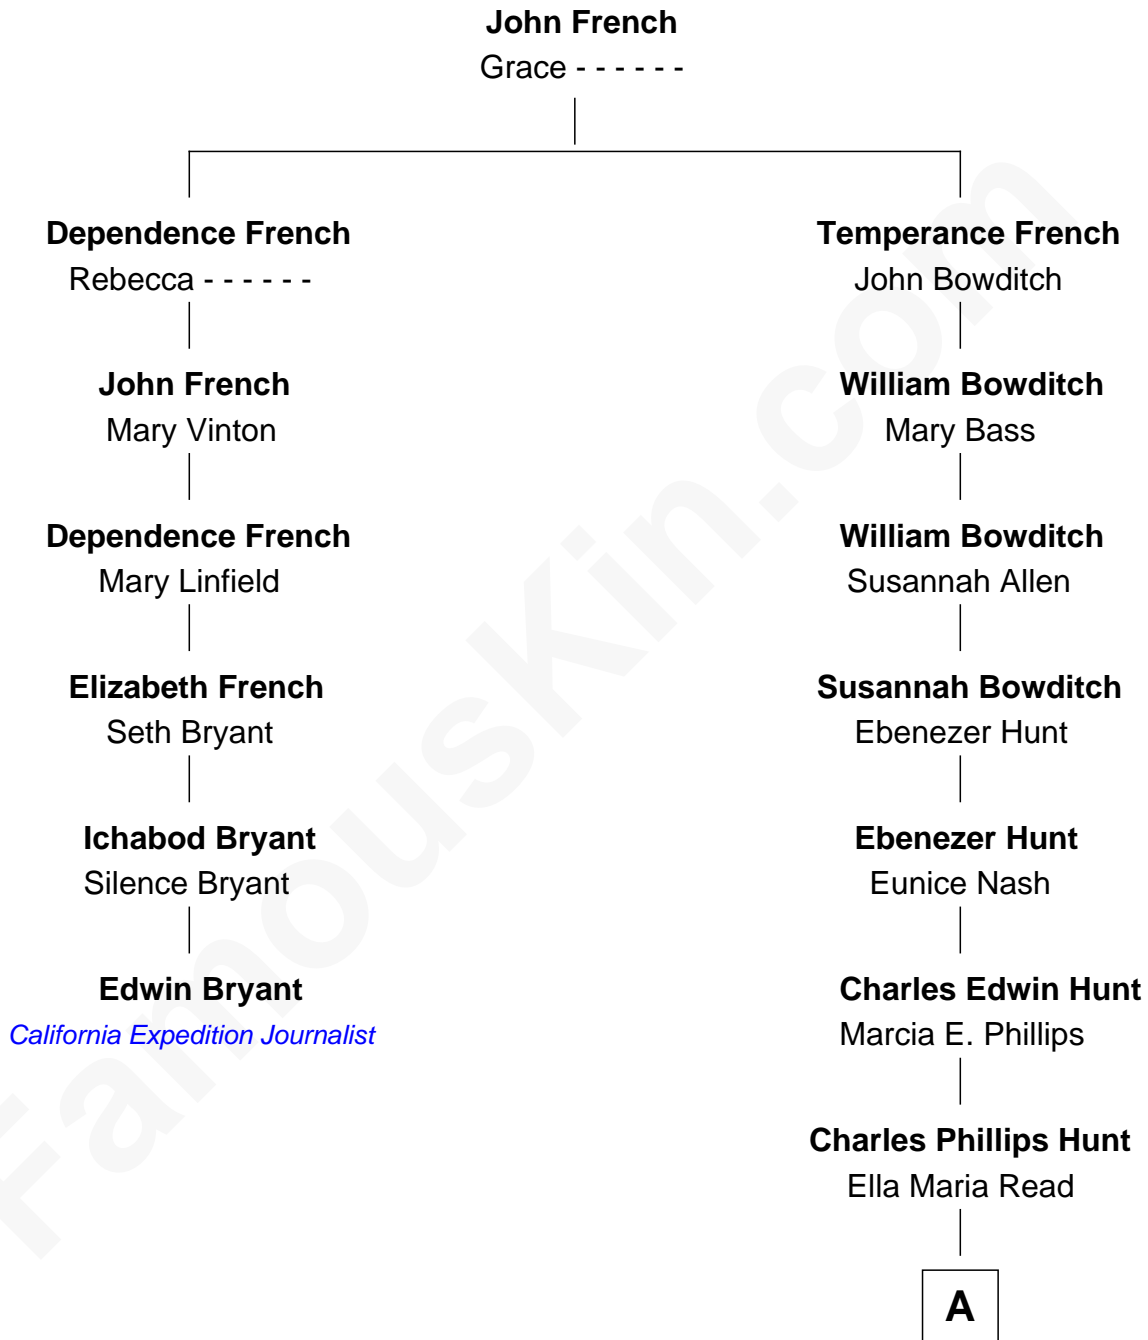 John French
Grace - - - - - -
Dependence French
Rebecca - - - - - -
John French
Mary Vinton
Dependence French
Mary Linfield
Elizabeth French
Seth Bryant
Ichabod Bryant
Silence Bryant
Edwin Bryant
California Expedition Journalist
Temperance French
John Bowditch
William Bowditch
Mary Bass
William Bowditch
Susannah Allen
Susannah Bowditch
Ebenezer Hunt
Ebenezer Hunt
Eunice Nash
Charles Edwin Hunt
Marcia E. Phillips
Charles Phillips Hunt
Ella Maria Read
A
FamousKin.com